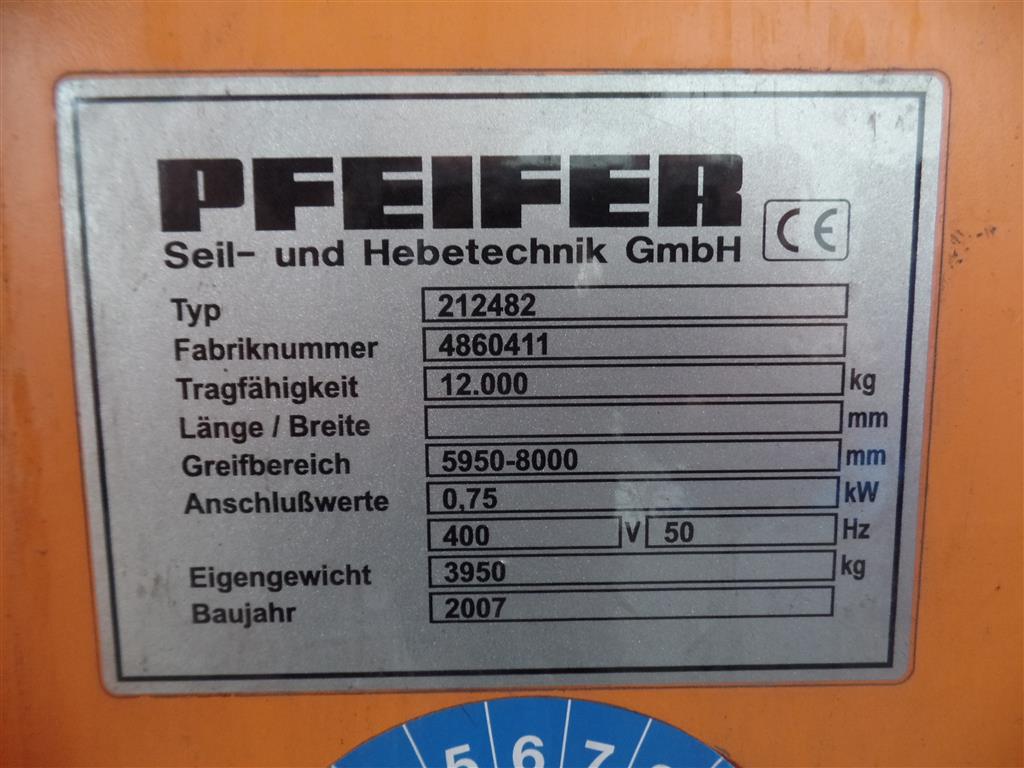 PFEIFER
Seil- und Hebetechnik GmbH CE
Typ 212482
Fabriknummer 4860411
Tragfähigkeit 12.000 kg
Länge / Breite mm
Greifbereich 5950-8000 mm
Anschlußwerte 0,75 kW
400 V 50 Hz
Eigengewicht 3950 kg
Baujahr 2007
5 6 7